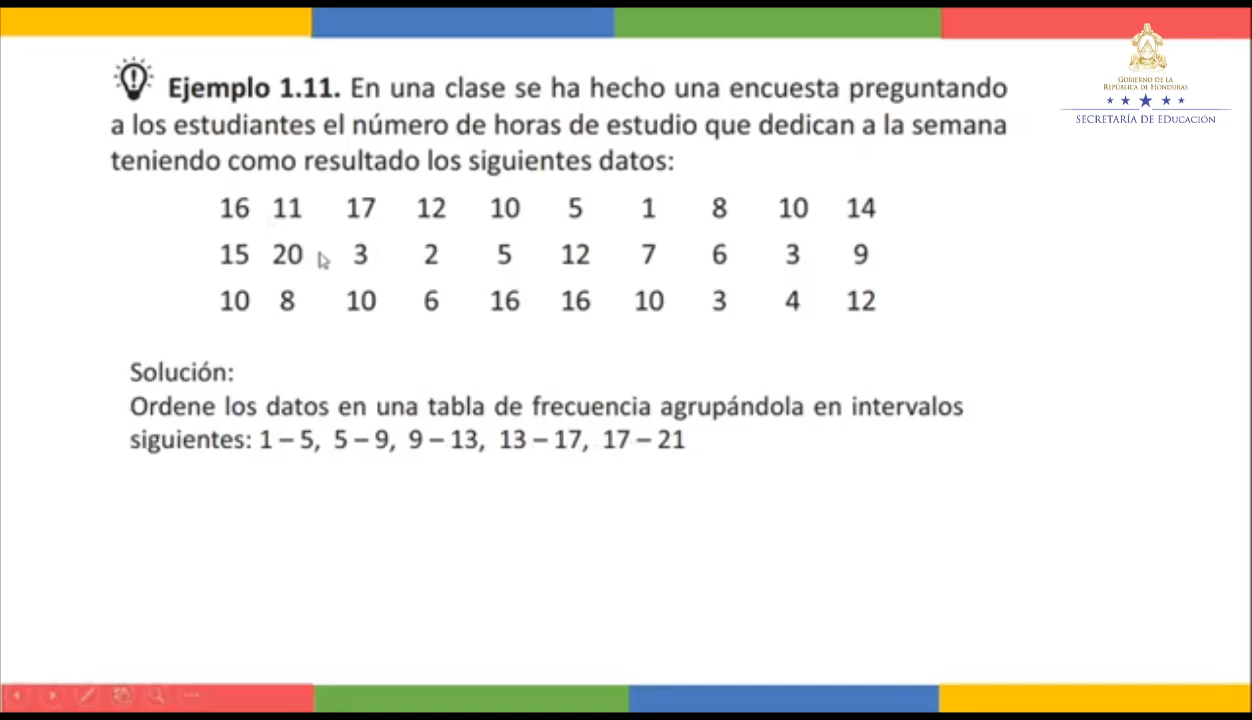 Ejemplo 1.11. En una clase se ha hecho una encuesta preguntando
a los estudiantes el número de horas de estudio que dedican a la semana
teniendo como resultado los siguientes datos:
16 11 17 12 10 5 1 8 10 14
15 20 3 2 5 12 7 6 3 9
10 8 10 6 16 16 10 3 4 12
Solución:
Ordene los datos en una tabla de frecuencia agrupándola en intervalos
siguientes: 1 – 5, 5 – 9, 9 – 13, 13 – 17, 17 – 21
GOBIERNO DE LA
REPÚBLICA DE HONDURAS
SECRETARÍA DE EDUCACIÓN